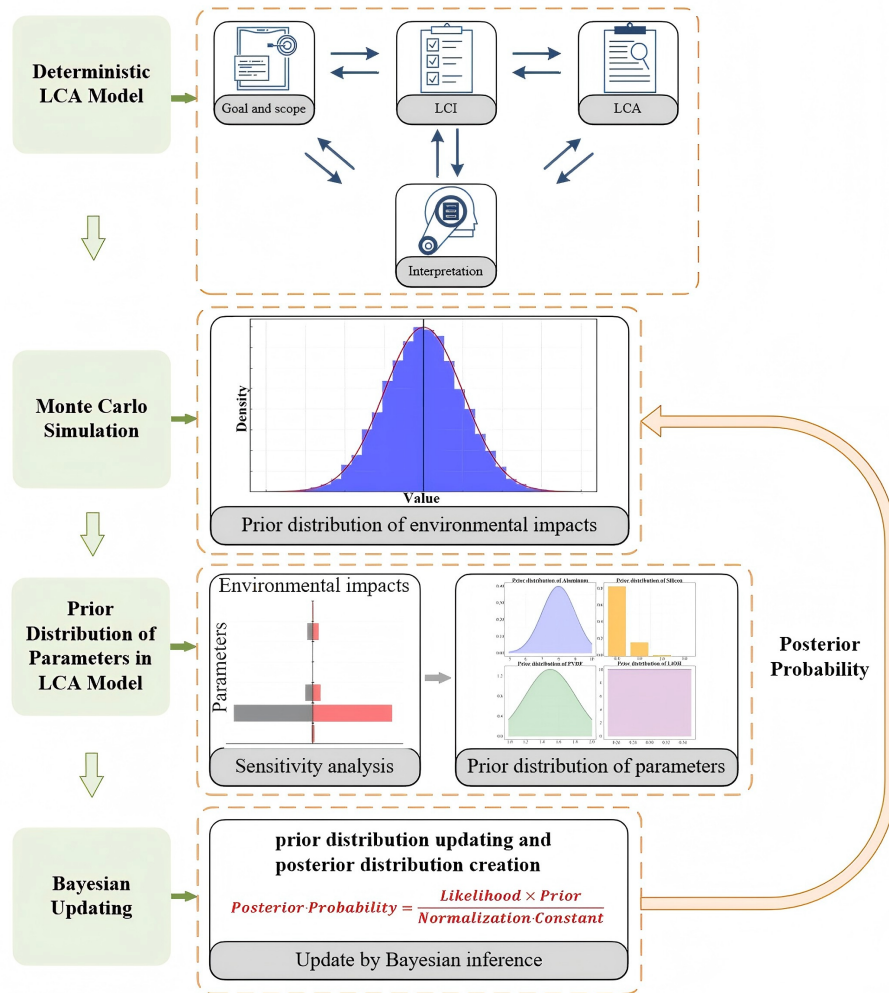 Deterministic
LCA Model
Goal and scope
LCI
LCA
Interpretation
Monte Carlo
Simulation
Density
Value
Prior distribution of environmental impacts
Prior
Distribution of
Parameters in
LCA Model
Environmental impacts
Parameters
Sensitivity analysis
Prior distribution of Aluminum
Prior distribution of Silicon
Prior distribution of PVDF
Prior distribution of LiOH
Prior distribution of parameters
Posterior
Probability
Bayesian
Updating
prior distribution updating and
posterior distribution creation
Posterior Probability = Likelihood × Prior
Normalization Constant
Update by Bayesian inference